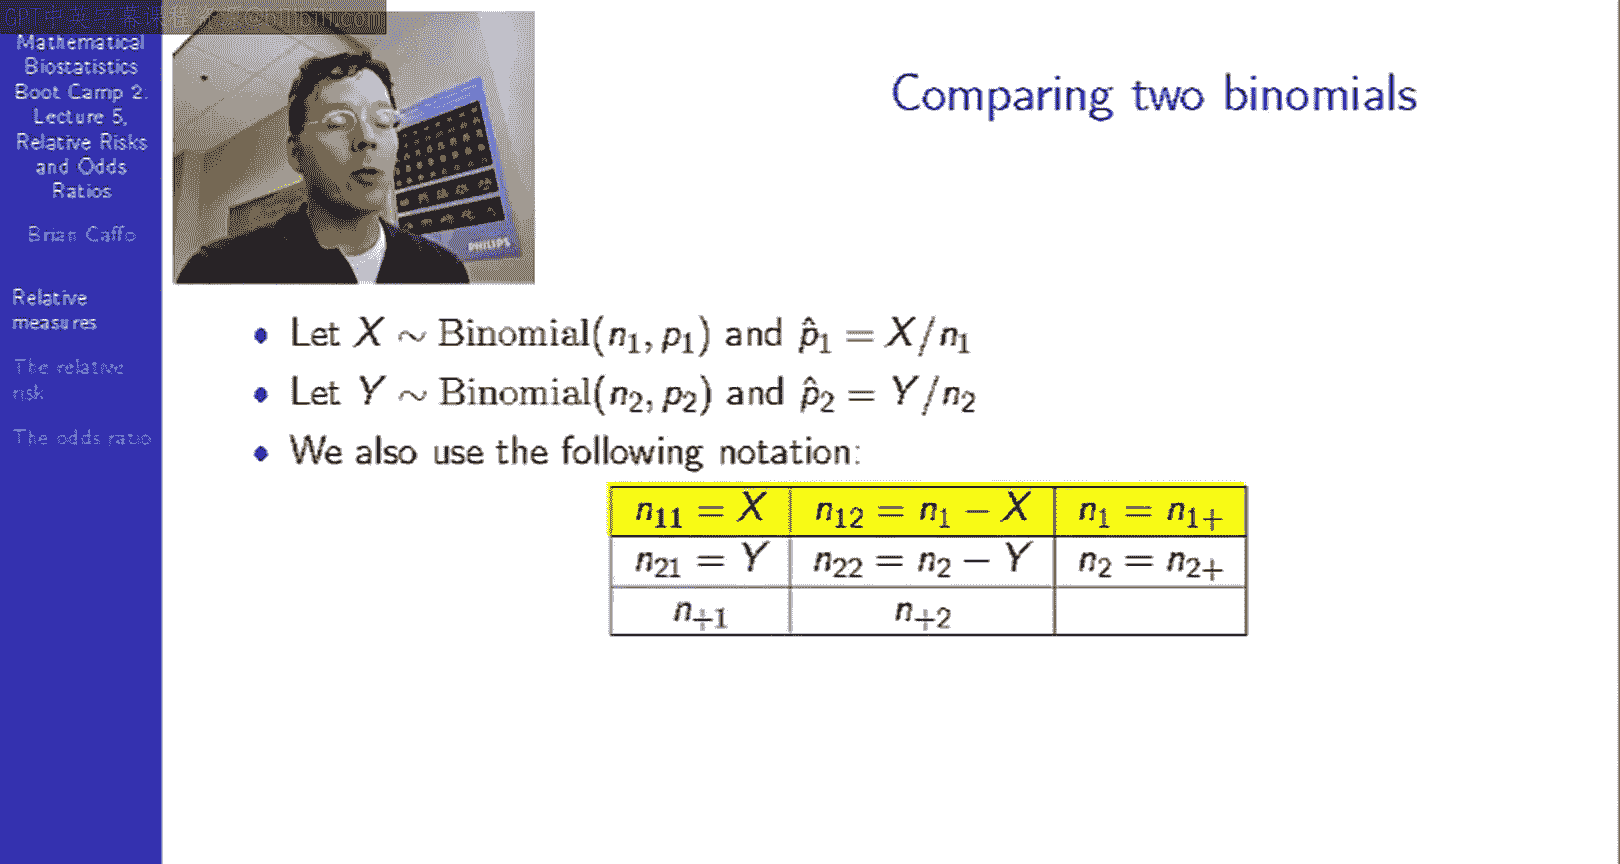 Mathematical
Biostatistics
Boot Camp 2:
Lecture 5,
Relative Risks
and Odds
Ratios
Brian Caffo
Relative
measures
The relative
risk
The odds ratio
PHILIPS
Comparing two binomials
• Let X ∼ Binomial(n₁, p₁) and p̂₁ = X/n₁
• Let Y ∼ Binomial(n₂, p₂) and p̂₂ = Y/n₂
• We also use the following notation:
n₁₁ = X n₁₂ = n₁ − X n₁ = n₁₊
n₂₁ = Y n₂₂ = n₂ − Y n₂ = n₂₊
n₊₁ n₊₂